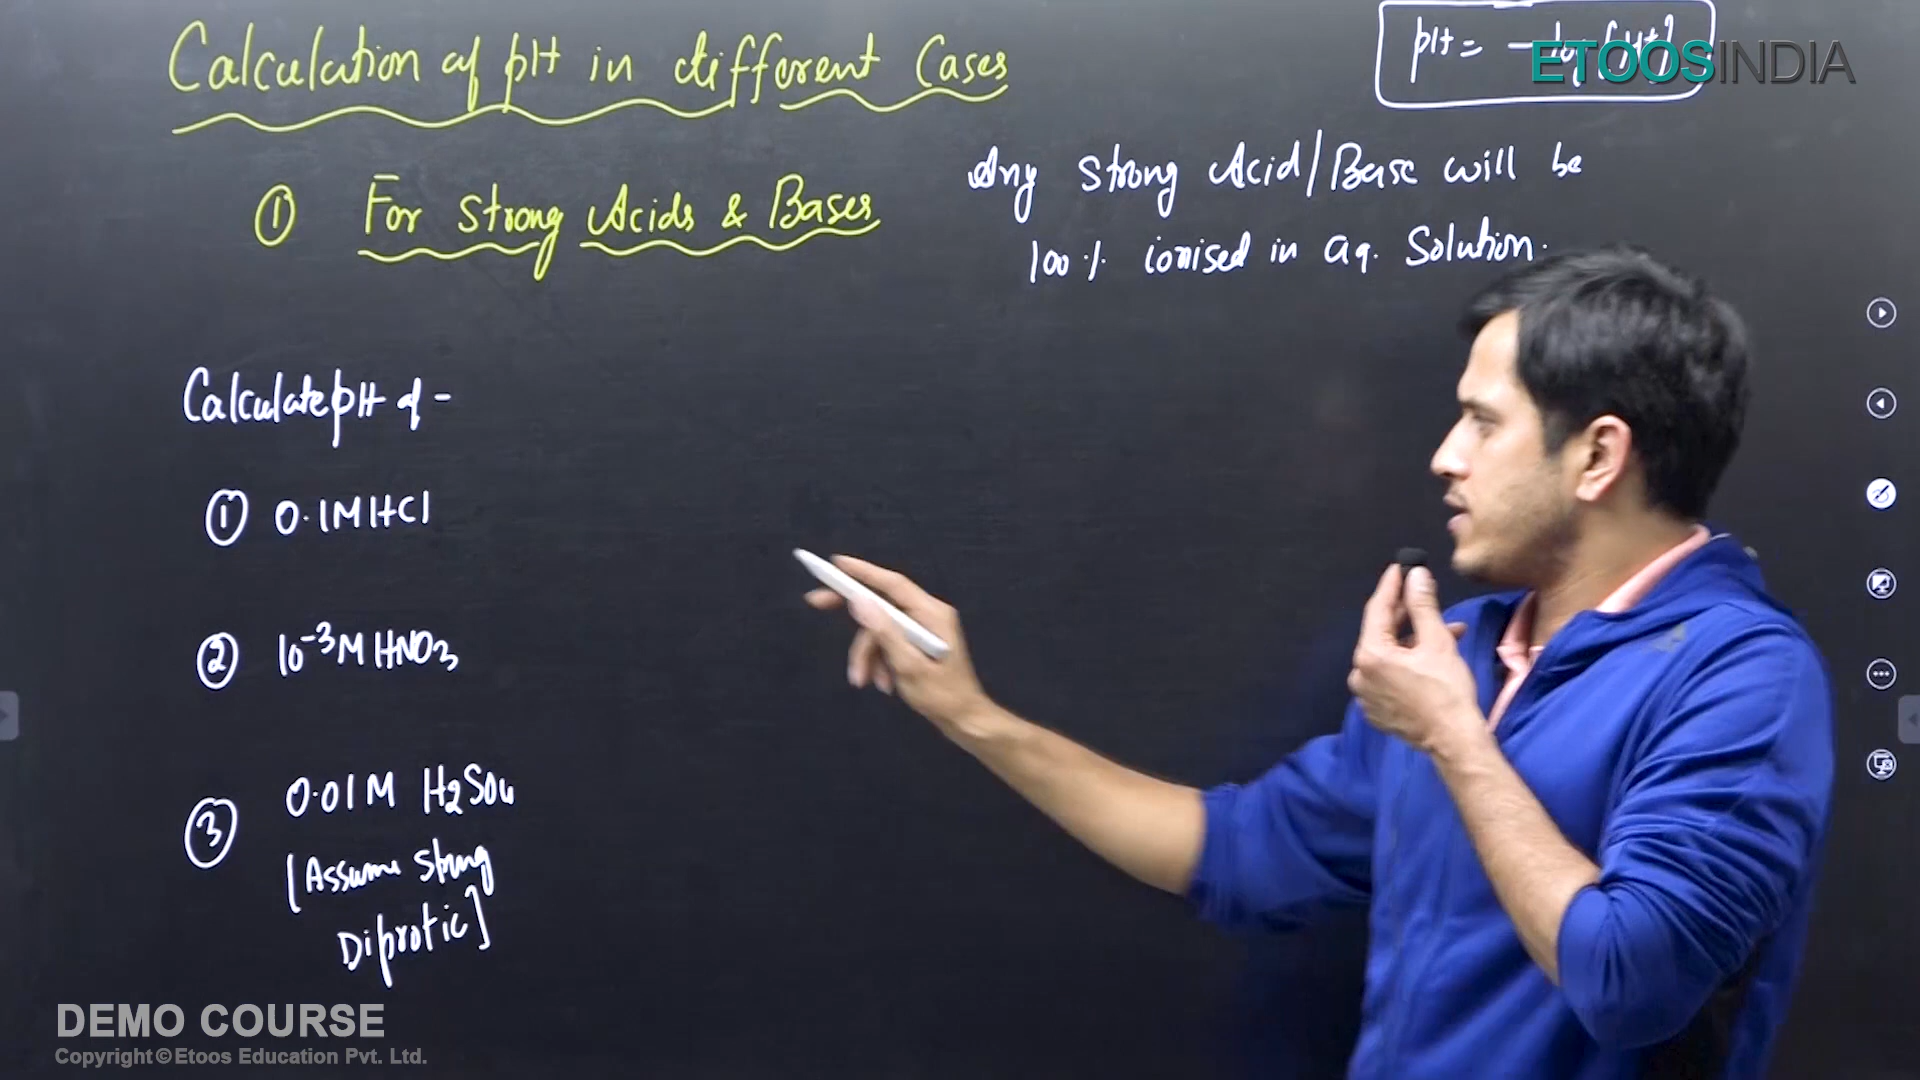 Calculation of pH in different Cases
pH = - log[H+]
ETOOSINDIA
① For Strong Acids & Bases
Any Strong Acid/Base will be
100% ionised in aq. Solution.
Calculate pH of -
① 0.1M HCl
② 10⁻³M HNO₃
③ 0.01M H₂SO₄
[Assume Strong
Diprotic]
DEMO COURSE
Copyright © Etoos Education Pvt. Ltd.